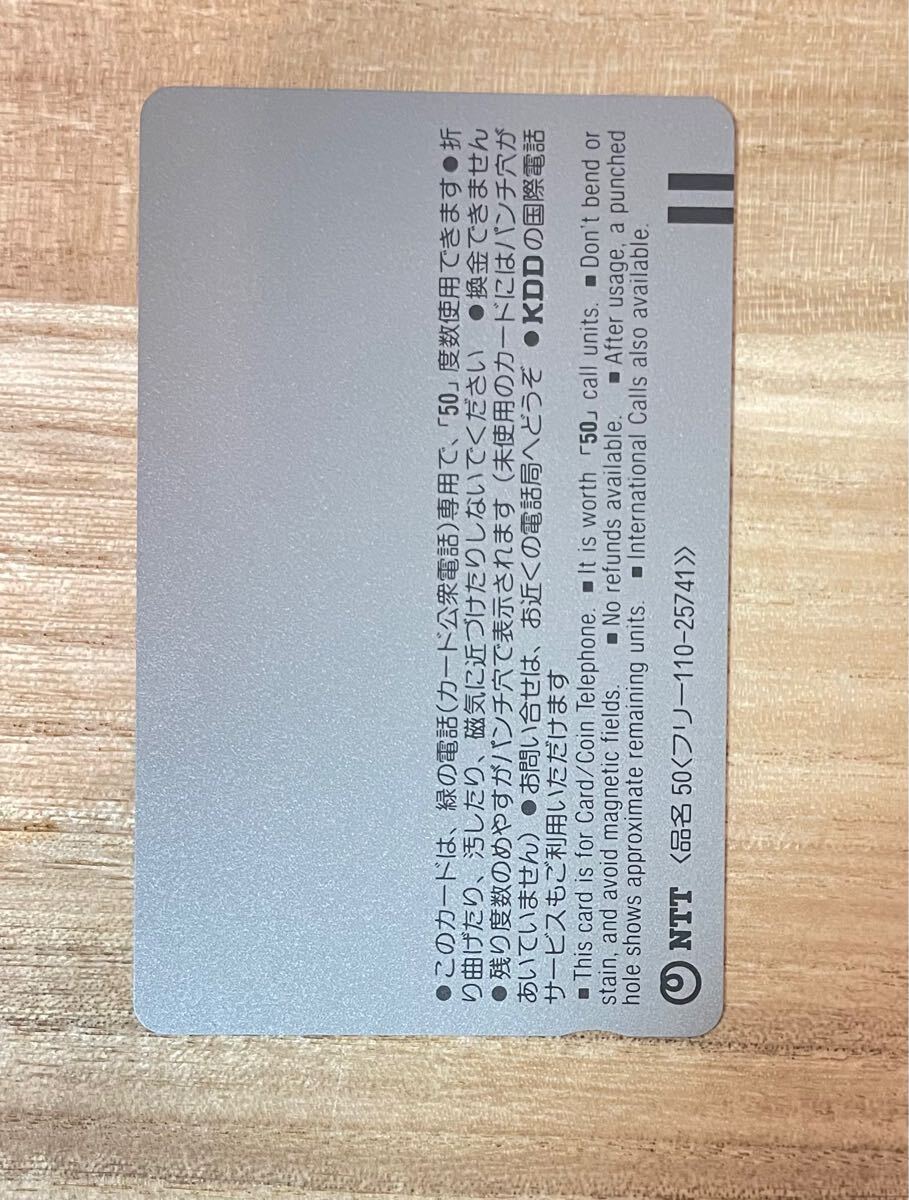 ●このカードは、緑の電話(カード公衆電話)専用で、「50」度数使用できます●折
り曲げたり、汚したり、磁気に近づけたりしないでください ●換金できません
●残り度数のめやすがパンチ穴で表示されます(未使用のカードにはパンチ穴が
あいていません)●お問い合せは、お近くの電話局へどうぞ ●KDDの国際電話
サービスもご利用いただけます
■This card is for Card/Coin Telephone. ■It is worth 「50」 call units. ■Don't bend or
stain, and avoid magnetic fields. ■No refunds available. ■After usage, a punched
hole shows approximate remaining units. ■International Calls also available.
NTT 〈品名 50〈フリー110-25741〉〉